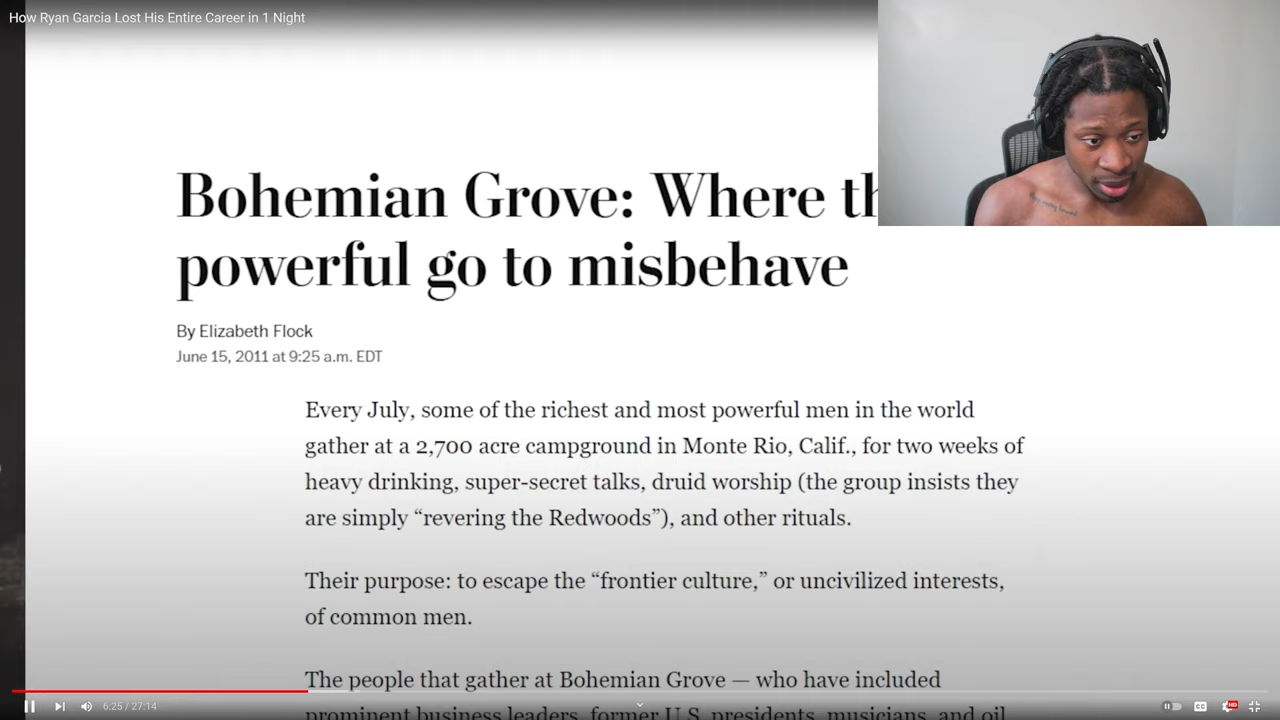 How Ryan Garcia Lost His Entire Career in 1 Night
Bohemian Grove: Where th
powerful go to misbehave
By Elizabeth Flock
June 15, 2011 at 9:25 a.m. EDT
Every July, some of the richest and most powerful men in the world
gather at a 2,700 acre campground in Monte Rio, Calif., for two weeks of
heavy drinking, super-secret talks, druid worship (the group insists they
are simply “revering the Redwoods”), and other rituals.
Their purpose: to escape the “frontier culture,” or uncivilized interests,
of common men.
The people that gather at Bohemian Grove — who have included
prominent business leaders, former U.S. presidents, musicians, and oil
6:25 / 27:14
CC
HD